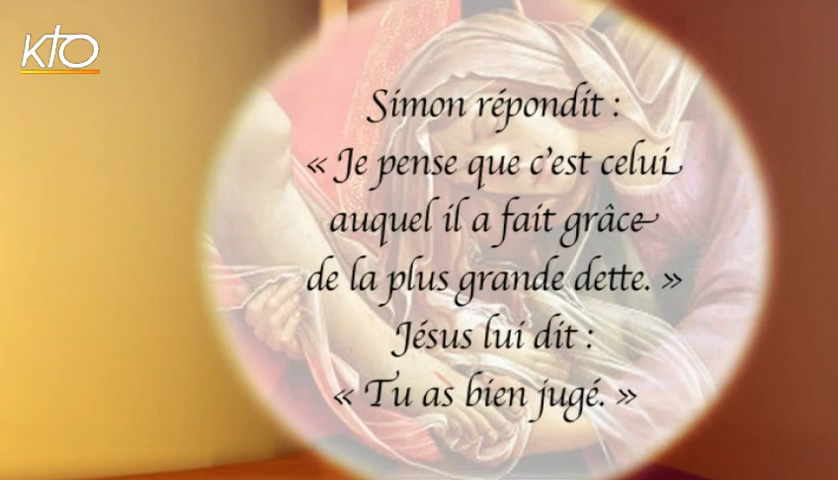 KTO
Simon répondit :
« Je pense que c'est celui
auquel il a fait grâce
de la plus grande dette. »
Jésus lui dit :
« Tu as bien jugé. »